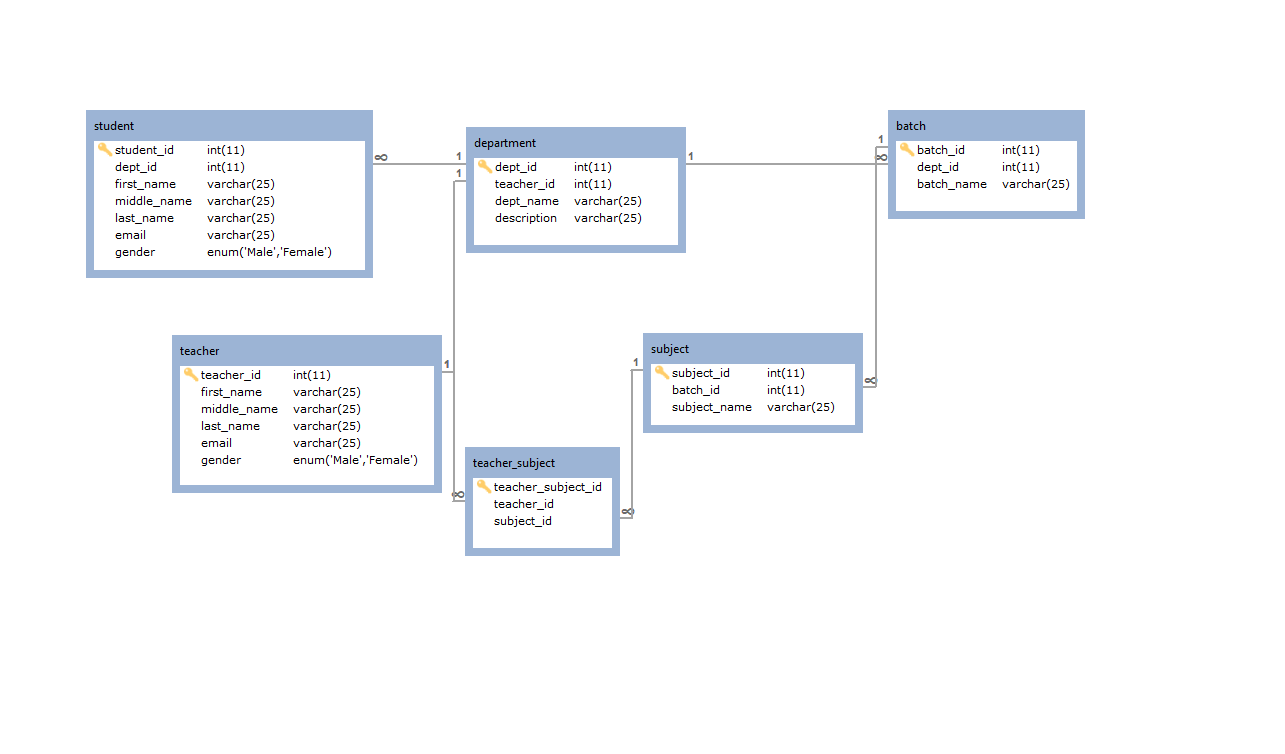 student
student_id int(11)
dept_id int(11)
first_name varchar(25)
middle_name varchar(25)
last_name varchar(25)
email varchar(25)
gender enum('Male','Female')
∞
1
1
department
dept_id int(11)
teacher_id int(11)
dept_name varchar(25)
description varchar(25)
1
1
∞
batch
batch_id int(11)
dept_id int(11)
batch_name varchar(25)
teacher
teacher_id int(11)
first_name varchar(25)
middle_name varchar(25)
last_name varchar(25)
email varchar(25)
gender enum('Male','Female')
1
∞
teacher_subject
teacher_subject_id
teacher_id
subject_id
∞
1
subject
subject_id int(11)
batch_id int(11)
subject_name varchar(25)
∞